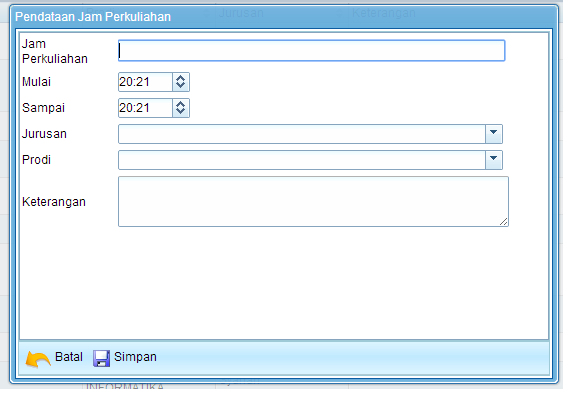 Pendataan Jam Perkuliahan
Jam
Perkuliahan
Mulai 20:21
Sampai 20:21
Jurusan
Prodi
Keterangan
Batal Simpan
INFORMATIKA